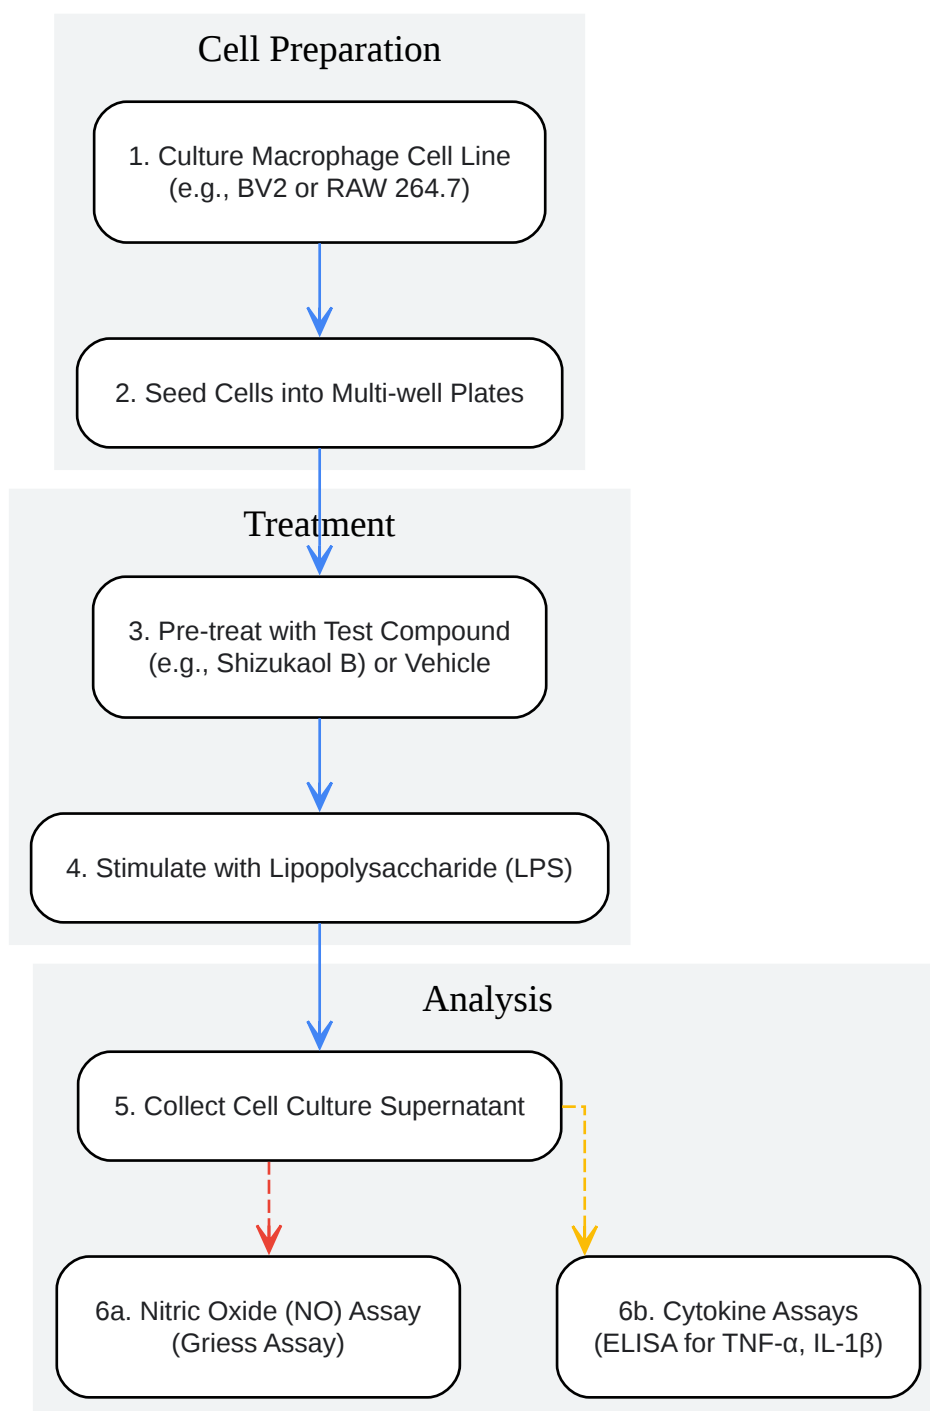 Cell Preparation
1. Culture Macrophage Cell Line
(e.g., BV2 or RAW 264.7)
2. Seed Cells into Multi-well Plates
Treatment
3. Pre-treat with Test Compound
(e.g., Shizukaol B) or Vehicle
4. Stimulate with Lipopolysaccharide (LPS)
Analysis
5. Collect Cell Culture Supernatant
6a. Nitric Oxide (NO) Assay
(Griess Assay)
6b. Cytokine Assays
(ELISA for TNF-α, IL-1β)